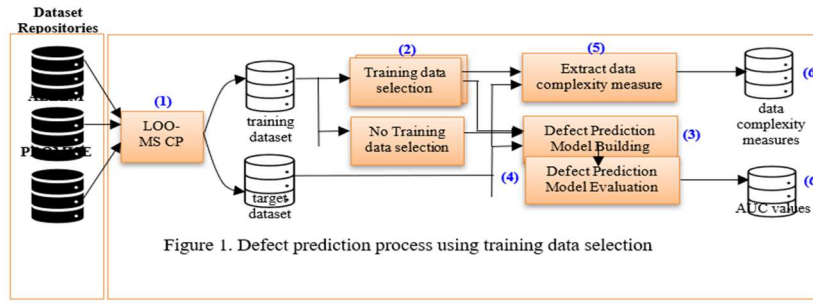 Dataset
Repositories
(1)
LOO-
MS CP
training
dataset
target
dataset
(2)
Training data
selection
No Training
data selection
(5)
Extract data
complexity measure
Defect Prediction
Model Building
(3)
(4)
Defect Prediction
Model Evaluation
data
complexity
measures
AUC values
(6
(6
Figure 1. Defect prediction process using training data selection